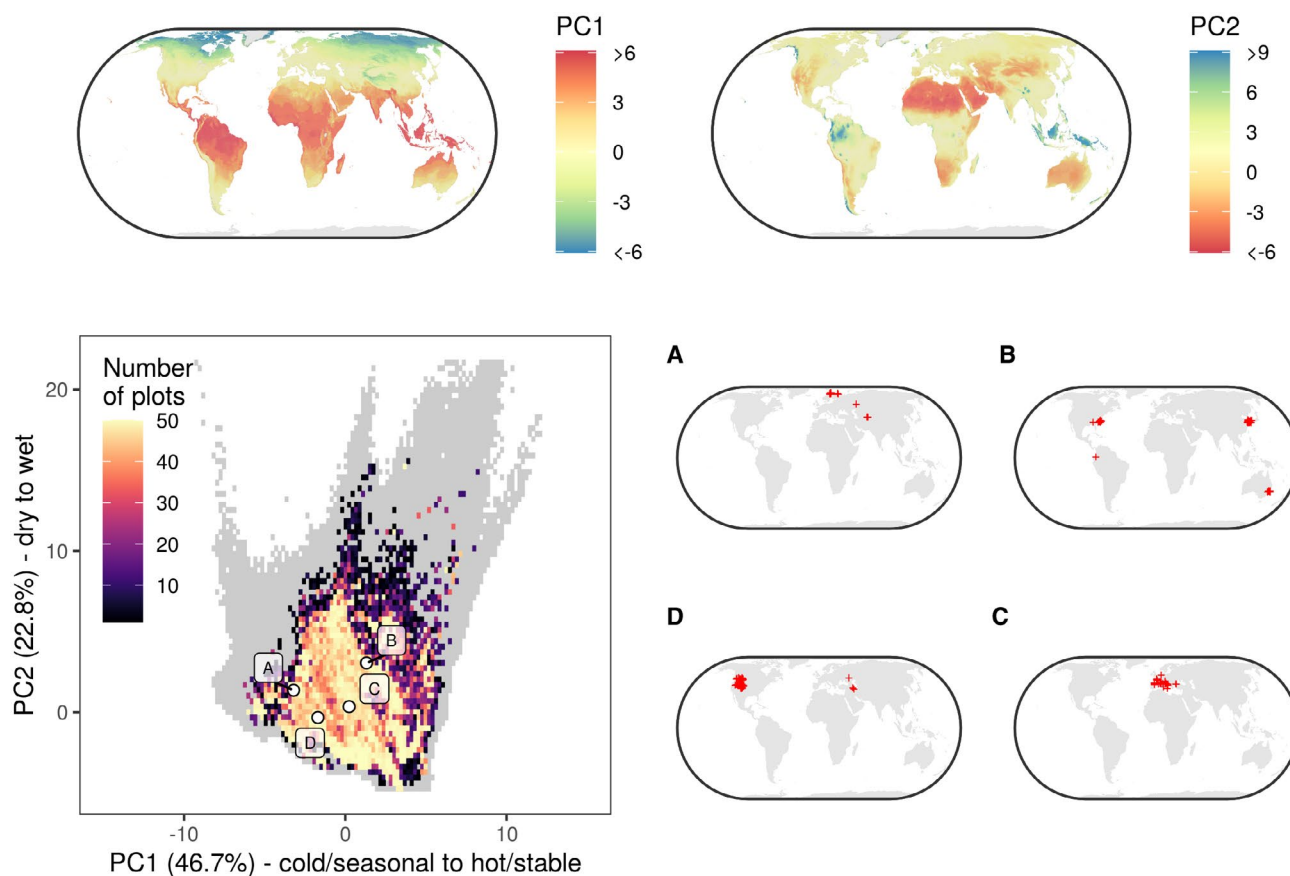 PC1
>6
3
0
-3
<-6
PC2
>9
6
3
0
-3
<-6
Number
of plots
50
40
30
20
10
20
10
0
PC2 (22.8%) - dry to wet
A
B
C
D
-10
0
10
PC1 (46.7%) - cold/seasonal to hot/stable
A
B
D
C